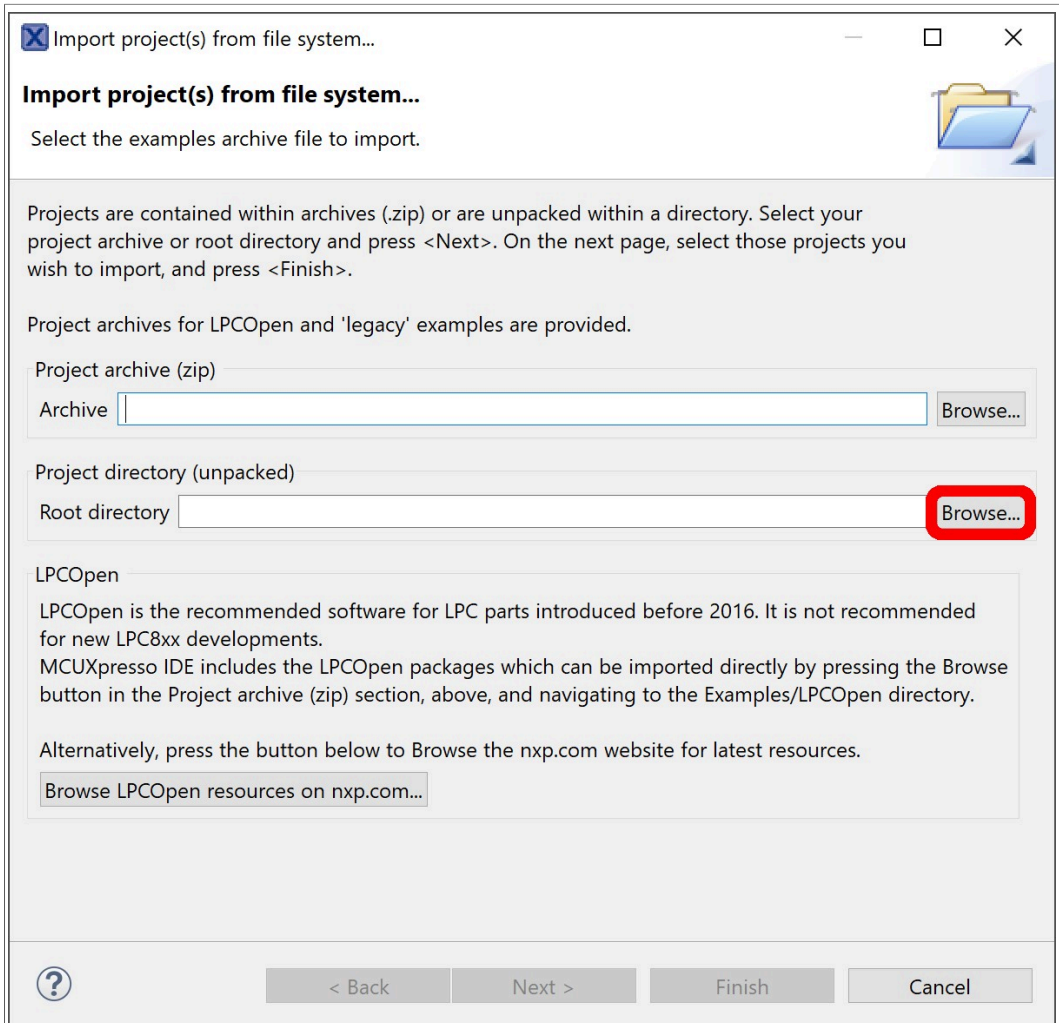 Import project(s) from file system...
Import project(s) from file system...
Select the examples archive file to import.
Projects are contained within archives (.zip) or are unpacked within a directory. Select your
project archive or root directory and press <Next>. On the next page, select those projects you
wish to import, and press <Finish>.
Project archives for LPCOpen and 'legacy' examples are provided.
Project archive (zip)
Archive Browse...
Project directory (unpacked)
Root directory Browse...
LPCOpen
LPCOpen is the recommended software for LPC parts introduced before 2016. It is not recommended
for new LPC8xx developments.
MCUXpresso IDE includes the LPCOpen packages which can be imported directly by pressing the Browse
button in the Project archive (zip) section, above, and navigating to the Examples/LPCOpen directory.
Alternatively, press the button below to Browse the nxp.com website for latest resources.
Browse LPCOpen resources on nxp.com...
? < Back Next > Finish Cancel